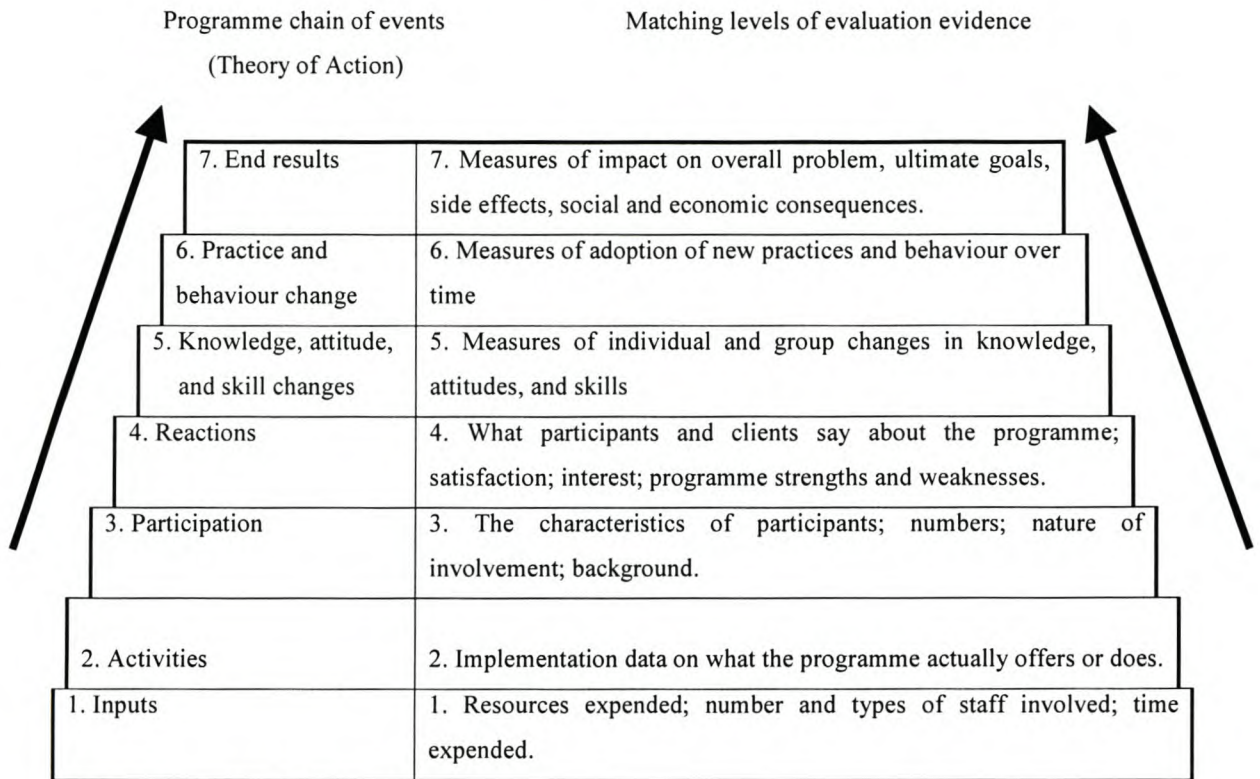 Programme chain of events
(Theory of Action)
Matching levels of evaluation evidence
7. End results
7. Measures of impact on overall problem, ultimate goals,
side effects, social and economic consequences.
6. Practice and
behaviour change
6. Measures of adoption of new practices and behaviour over
time
5. Knowledge, attitude,
and skill changes
5. Measures of individual and group changes in knowledge,
attitudes, and skills
4. Reactions
4. What participants and clients say about the programme;
satisfaction; interest; programme strengths and weaknesses.
3. Participation
3. The characteristics of participants; numbers; nature of
involvement; background.
2. Activities
2. Implementation data on what the programme actually offers or does.
1. Inputs
1. Resources expended; number and types of staff involved; time
expended.